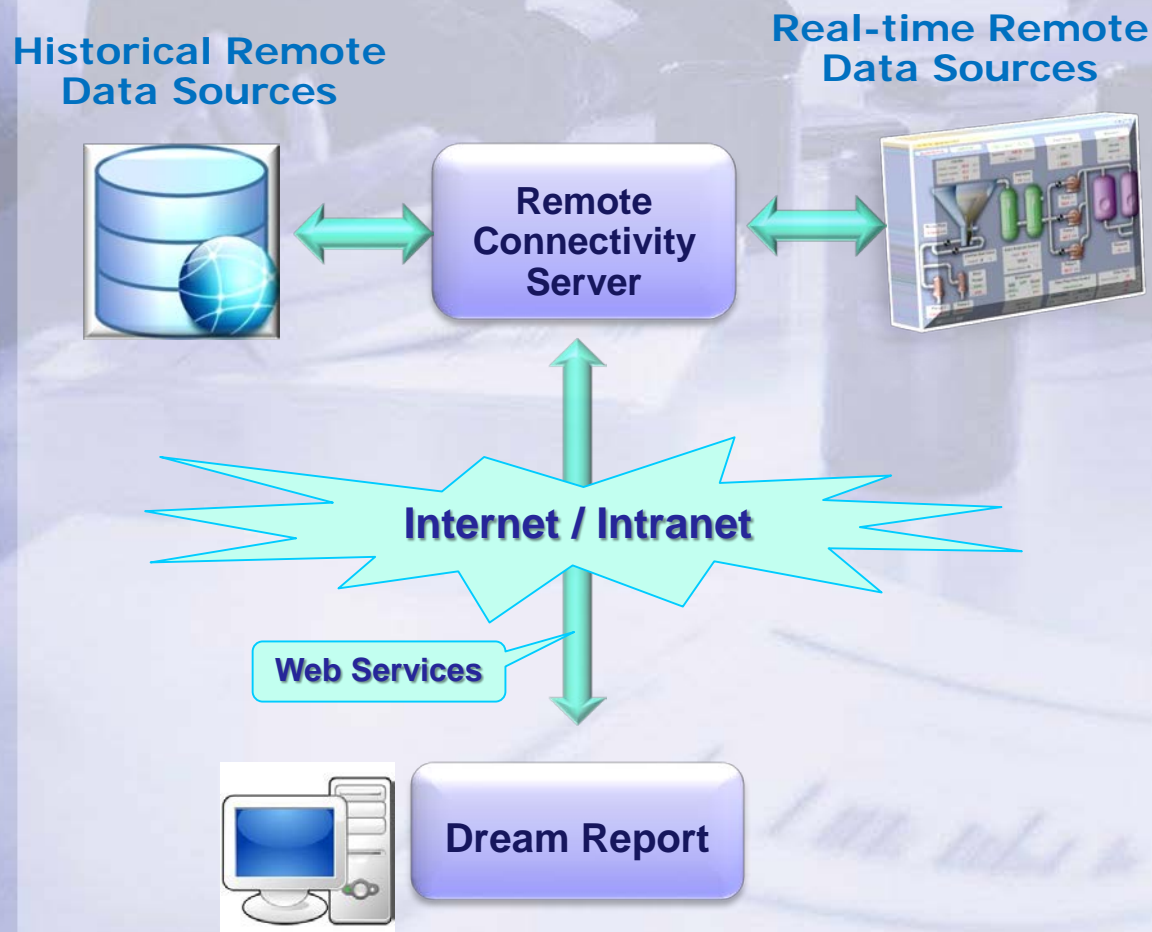 Historical Remote
Data Sources
Real-time Remote
Data Sources
Remote
Connectivity
Server
Internet / Intranet
Web Services
Dream Report